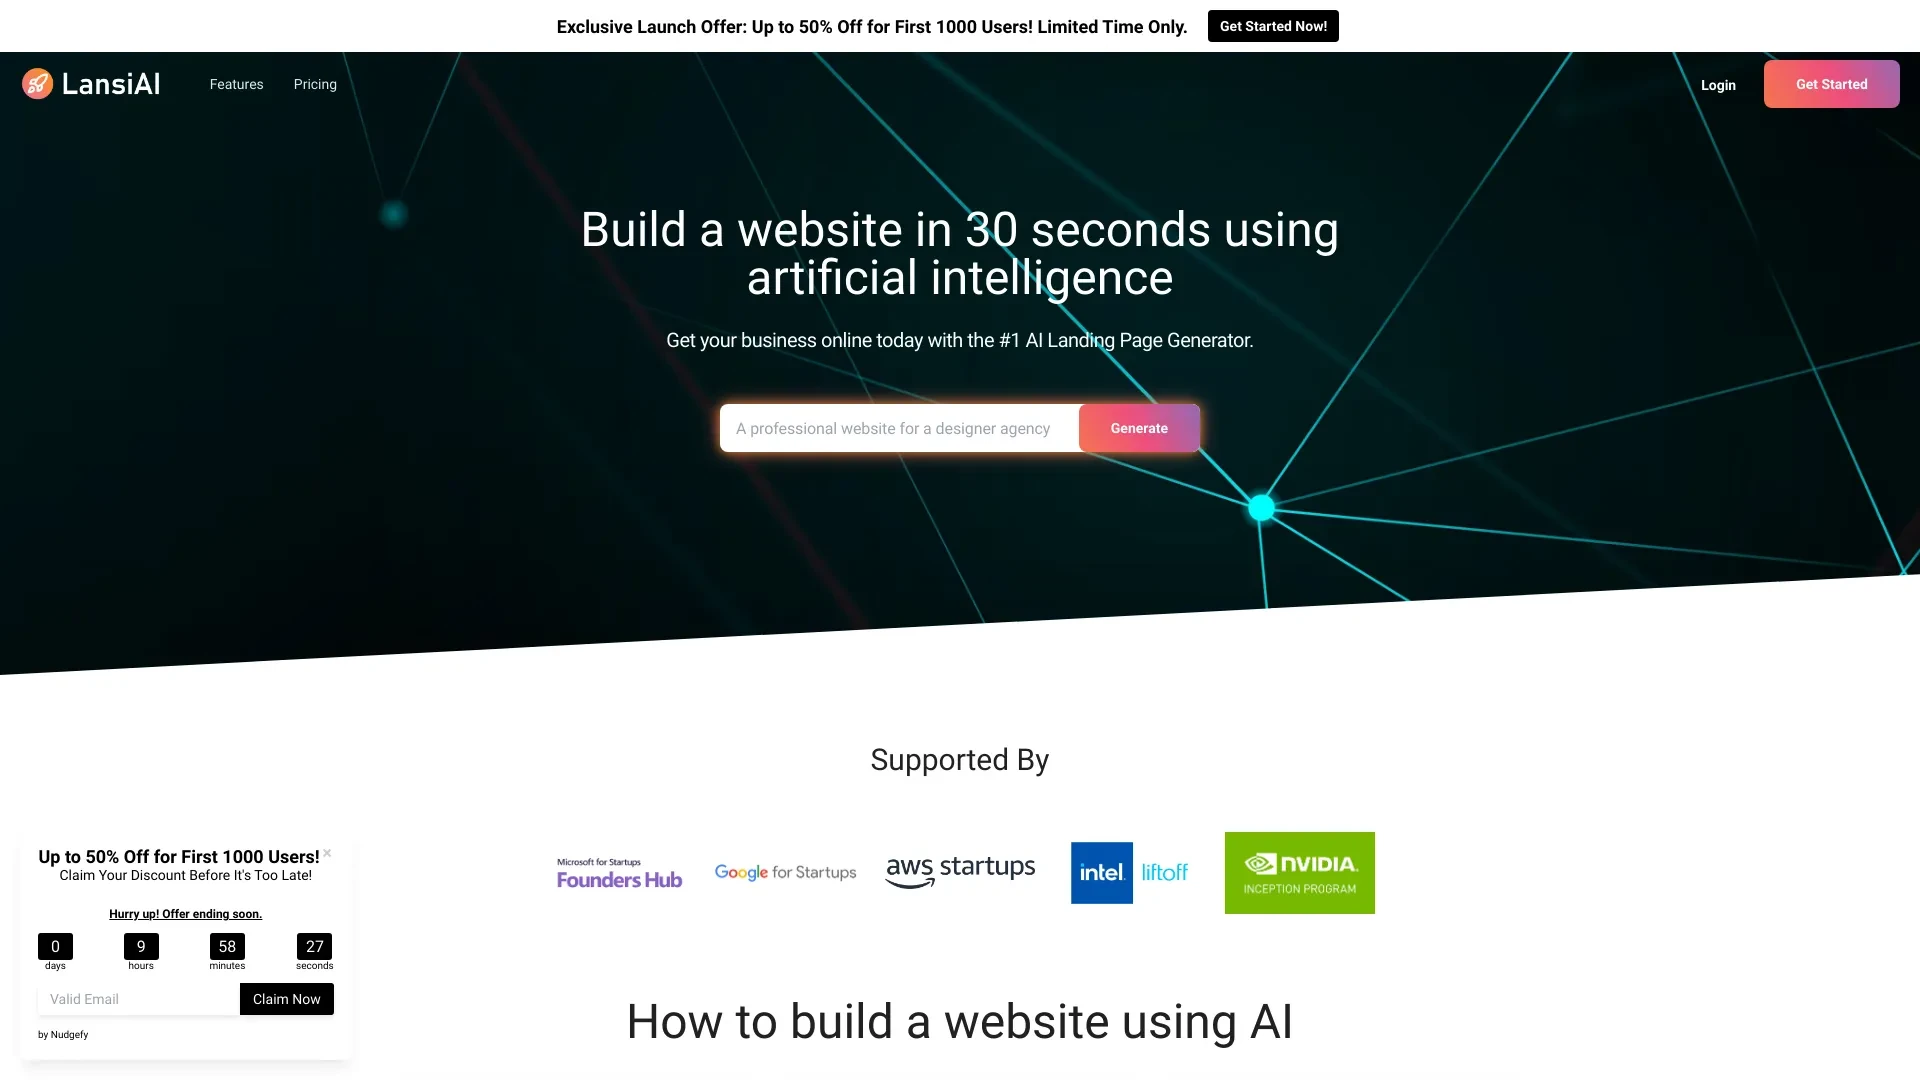 Exclusive Launch Offer: Up to 50% Off for First 1000 Users! Limited Time Only.
Get Started Now!
LansiAI
Features
Pricing
Login
Get Started
Build a website in 30 seconds using
artificial intelligence
Get your business online today with the #1 AI Landing Page Generator.
A professional website for a designer agency
Generate
Supported By
Microsoft for Startups
Founders Hub
Google for Startups
aws startups
intel. liftoff
NVIDIA.
INCEPTION PROGRAM
Up to 50% Off for First 1000 Users!
×
Claim Your Discount Before It's Too Late!
Hurry up! Offer ending soon.
0 9 58 27
days hours minutes seconds
Valid Email
Claim Now
by Nudgefy
How to build a website using AI